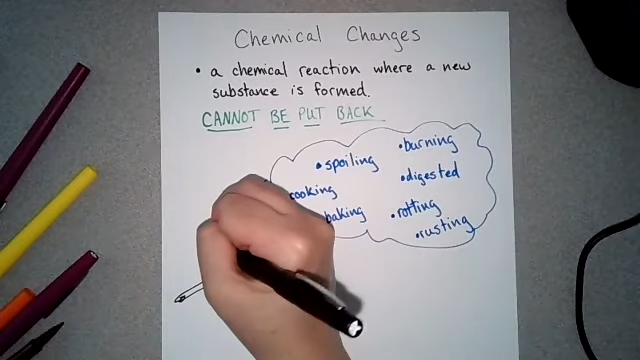 Chemical Changes
• a chemical reaction where a new
substance is formed.
CANNOT BE PUT BACK
• spoiling
• burning
cooking
• digested
baking
• rotting
• rusting